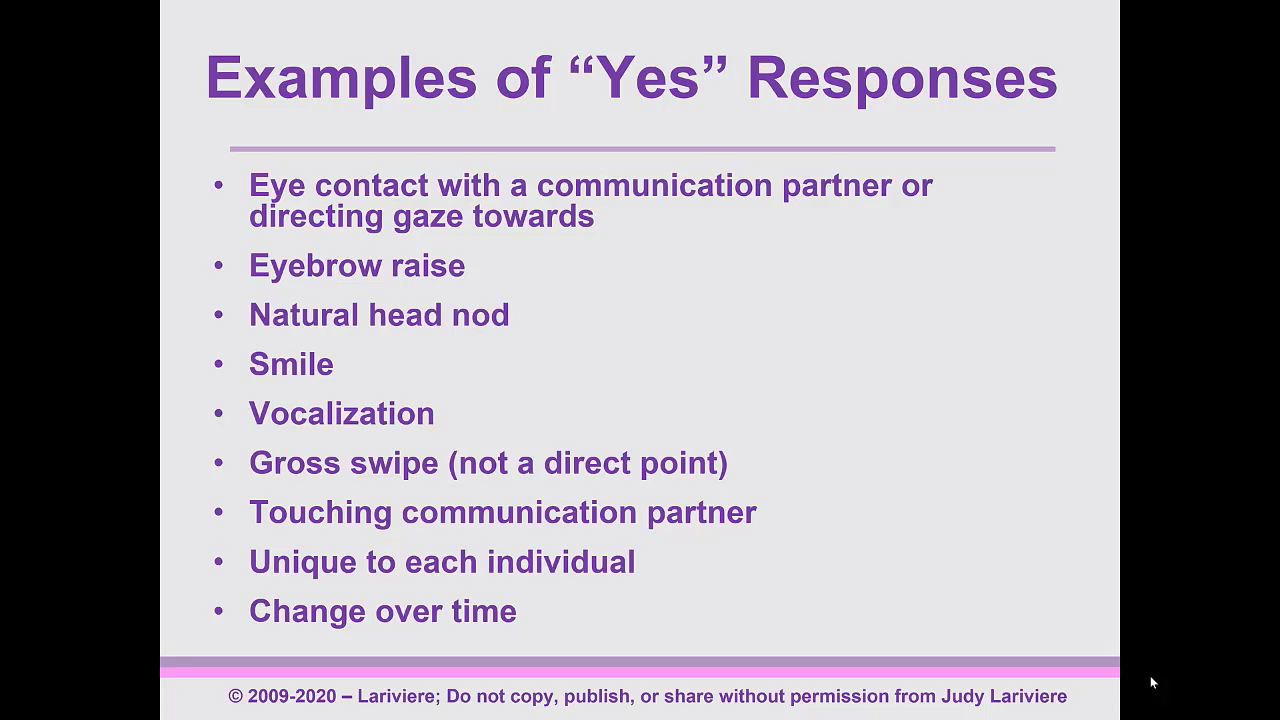 Examples of “Yes” Responses
• Eye contact with a communication partner or
directing gaze towards
• Eyebrow raise
• Natural head nod
• Smile
• Vocalization
• Gross swipe (not a direct point)
• Touching communication partner
• Unique to each individual
• Change over time
© 2009-2020 – Lariviere; Do not copy, publish, or share without permission from Judy Lariviere